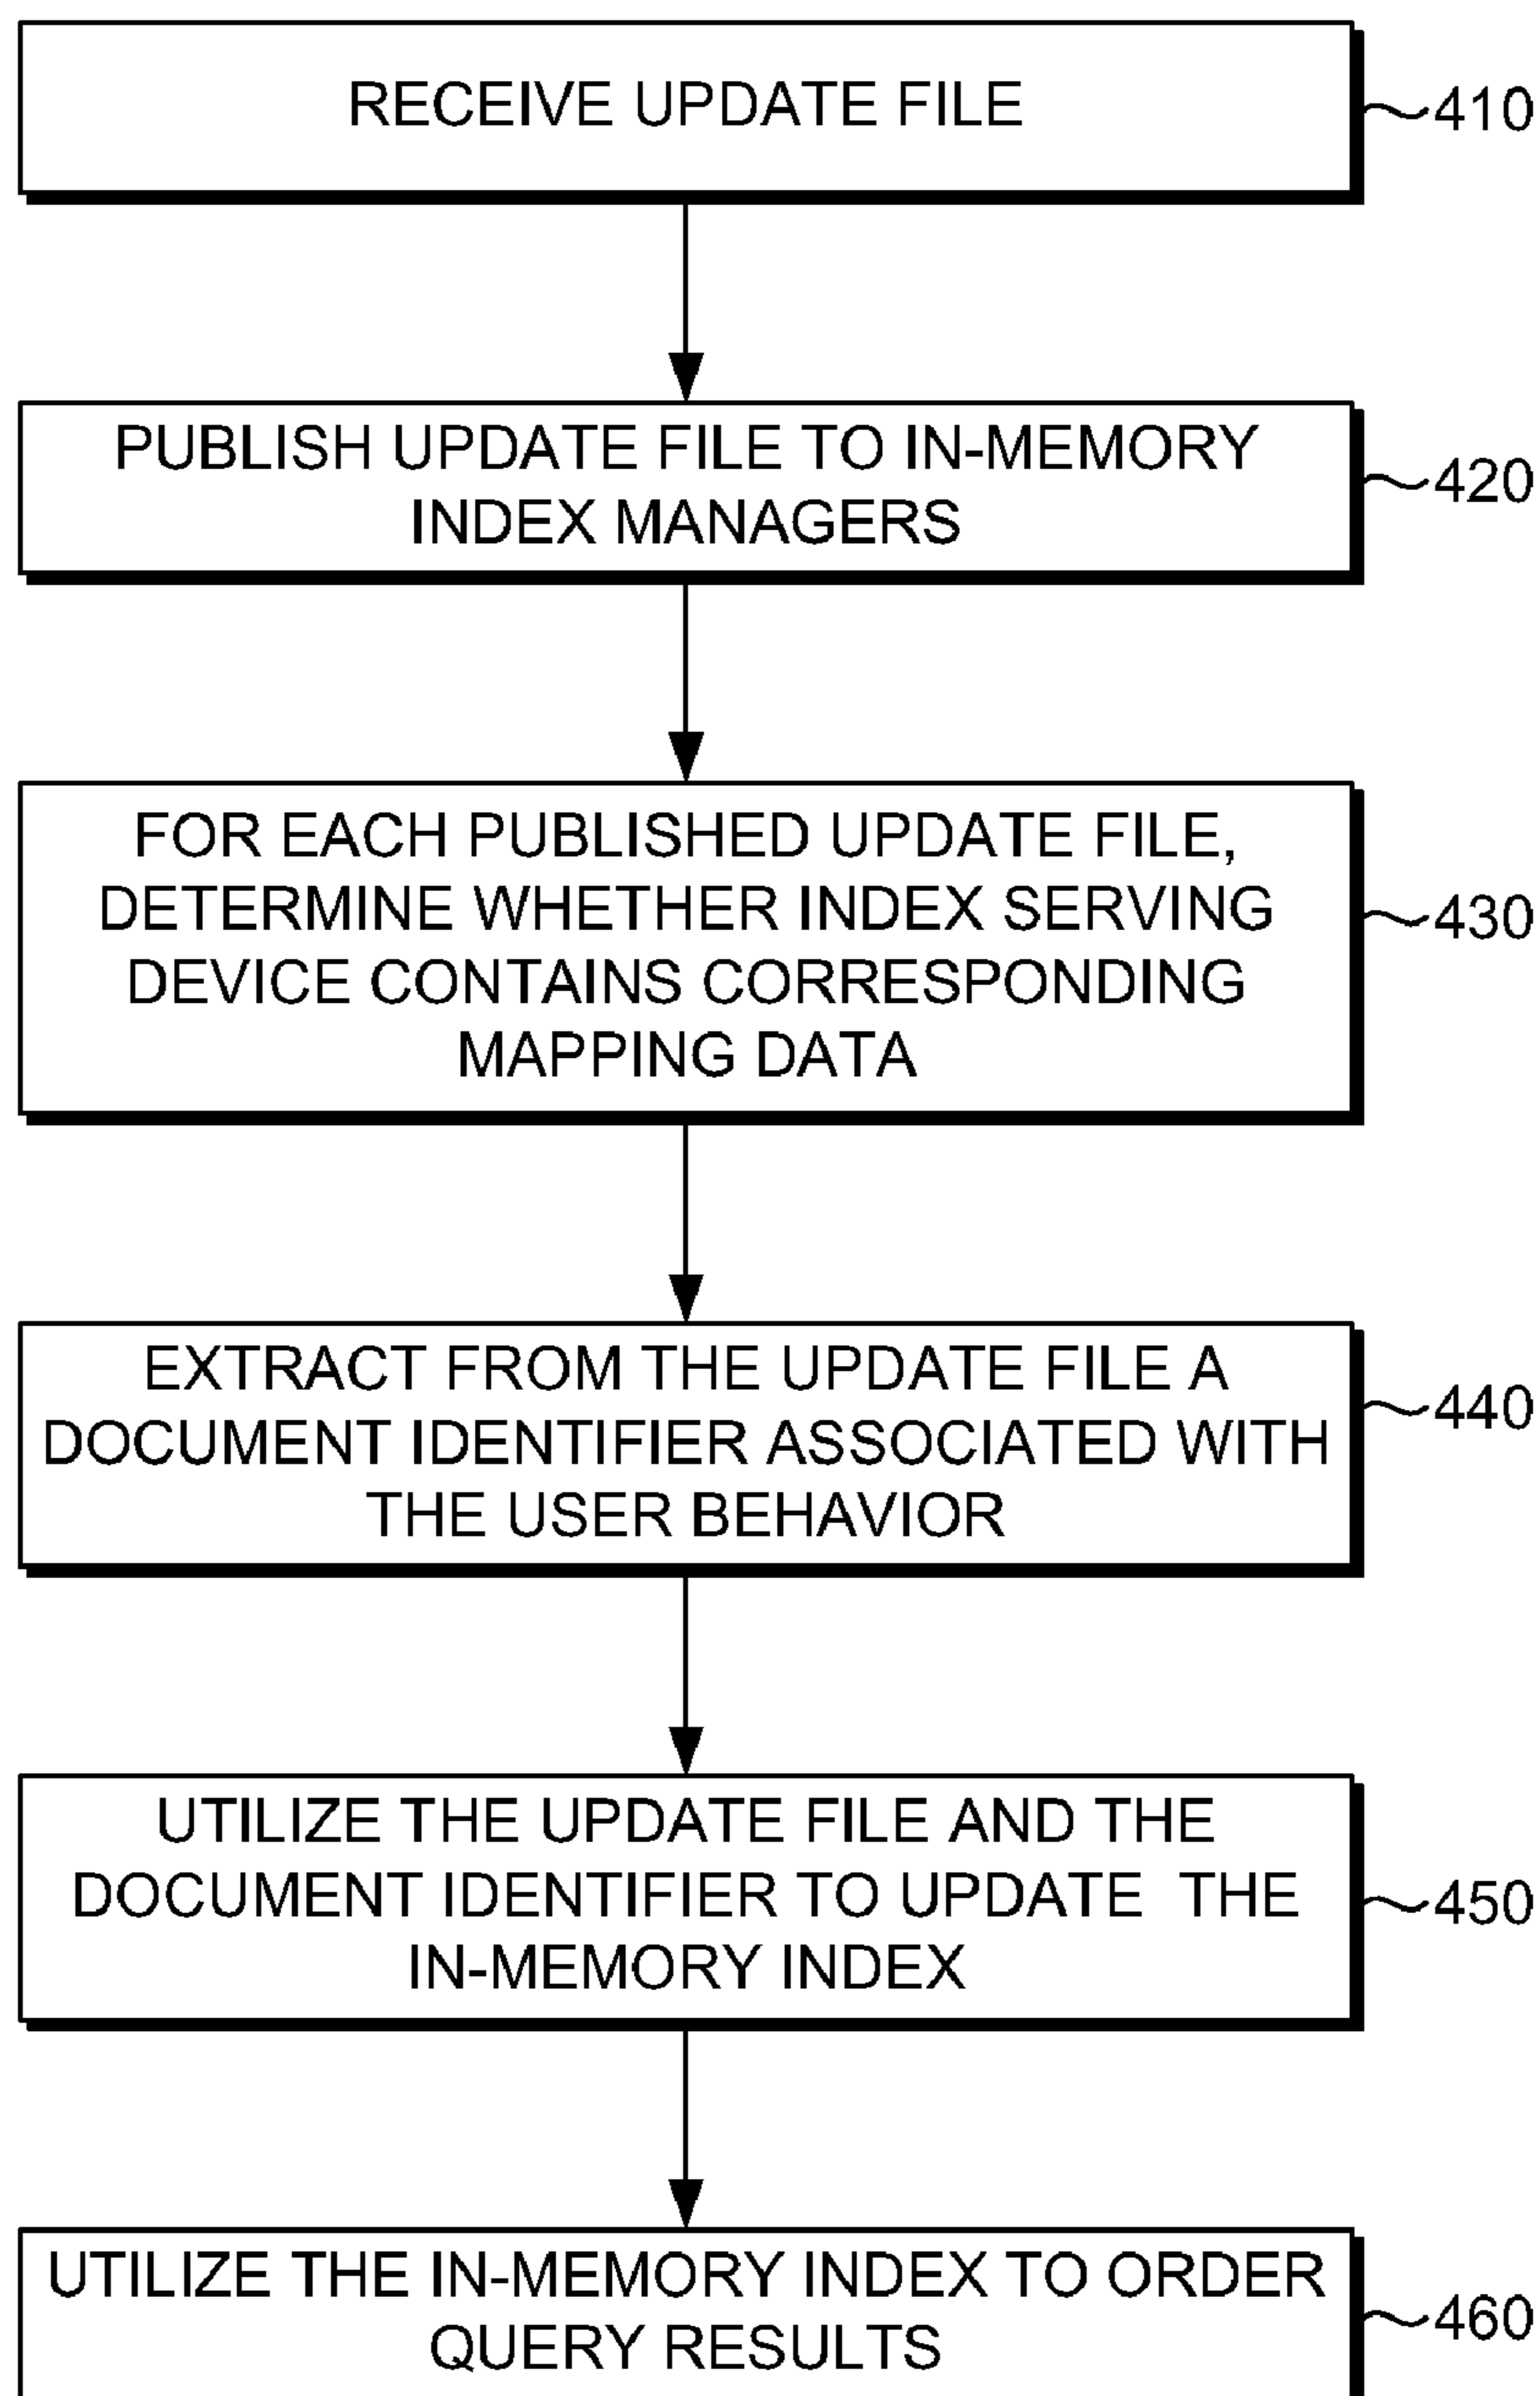 RECEIVE UPDATE FILE
410
PUBLISH UPDATE FILE TO IN-MEMORY
INDEX MANAGERS
420
FOR EACH PUBLISHED UPDATE FILE,
DETERMINE WHETHER INDEX SERVING
DEVICE CONTAINS CORRESPONDING
MAPPING DATA
430
EXTRACT FROM THE UPDATE FILE A
DOCUMENT IDENTIFIER ASSOCIATED WITH
THE USER BEHAVIOR
440
UTILIZE THE UPDATE FILE AND THE
DOCUMENT IDENTIFIER TO UPDATE THE
IN-MEMORY INDEX
450
UTILIZE THE IN-MEMORY INDEX TO ORDER
QUERY RESULTS
460